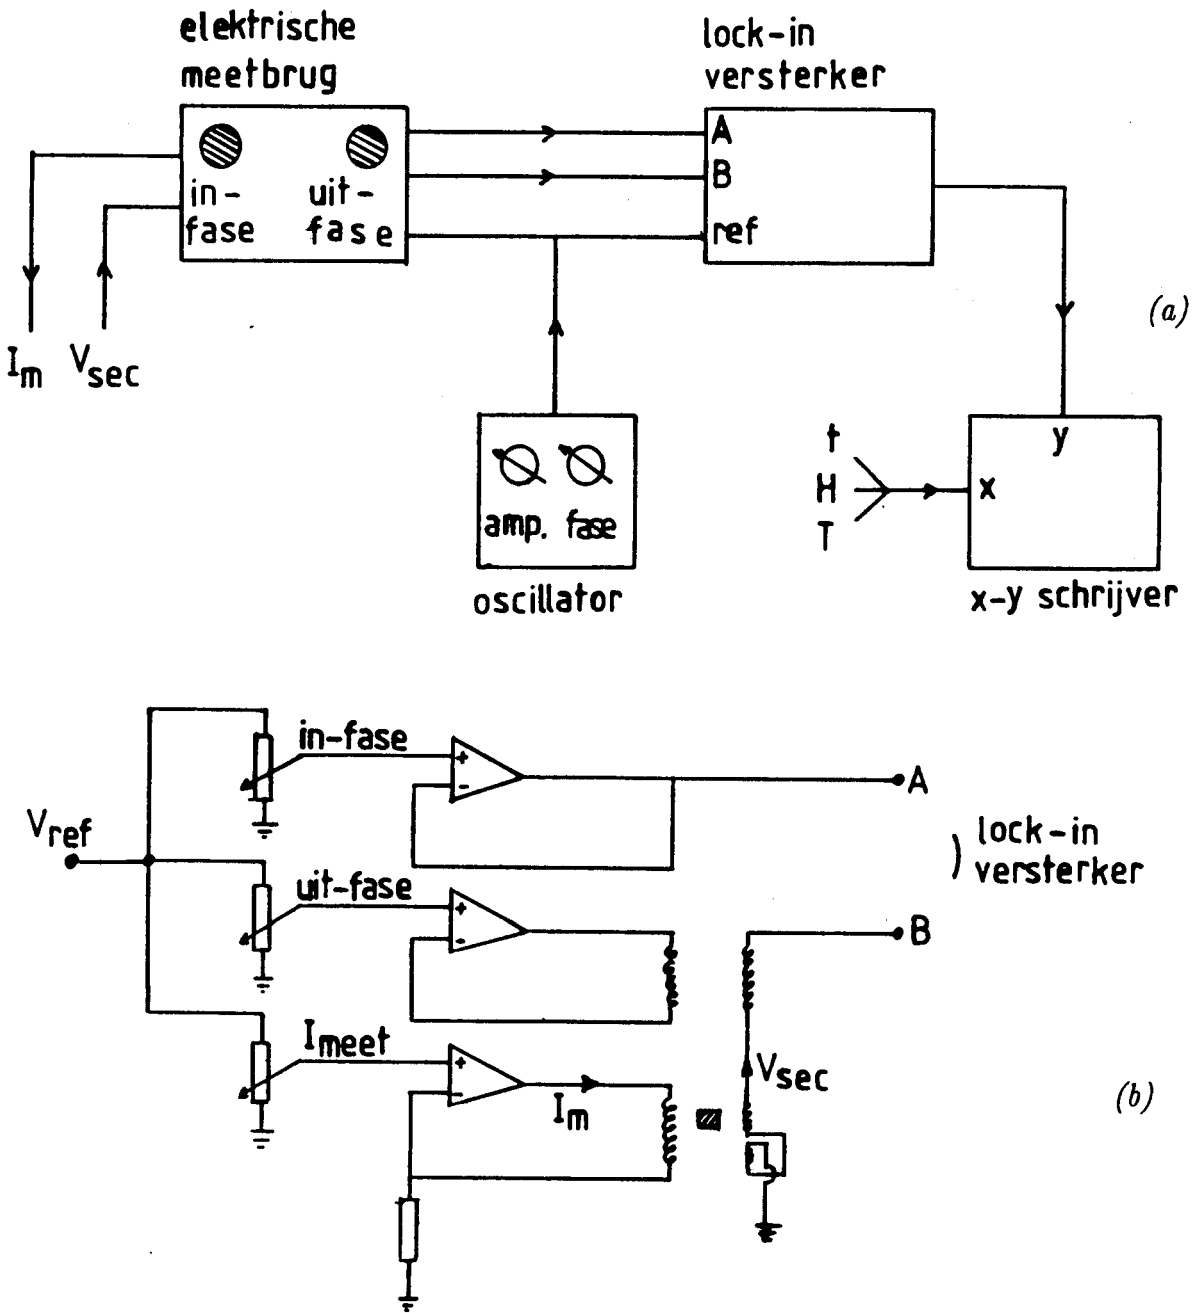 elektrische
meetbrug
lock-in
versterker
A
B
ref
in-
fase
uit-
fase
(a)
I_m
V_sec
t
H
T
x
y
amp. fase
oscillator
x-y schrijver
in-fase
+
-
A
V_ref
lock-in
versterker
uit-fase
+
-
B
I_meet
+
-
I_m
V_sec
(b)